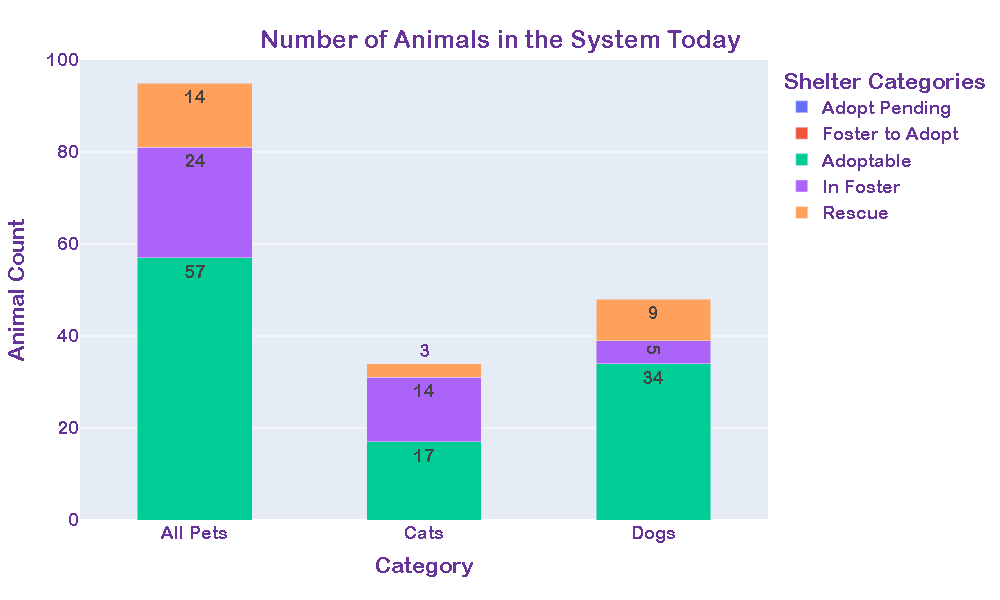 Number of Animals in the System Today
Shelter Categories
Adopt Pending
Foster to Adopt
Adoptable
In Foster
Rescue
Animal Count
100
80
60
40
20
0
14
24
57
3
14
17
9
5
34
All Pets
Cats
Dogs
Category